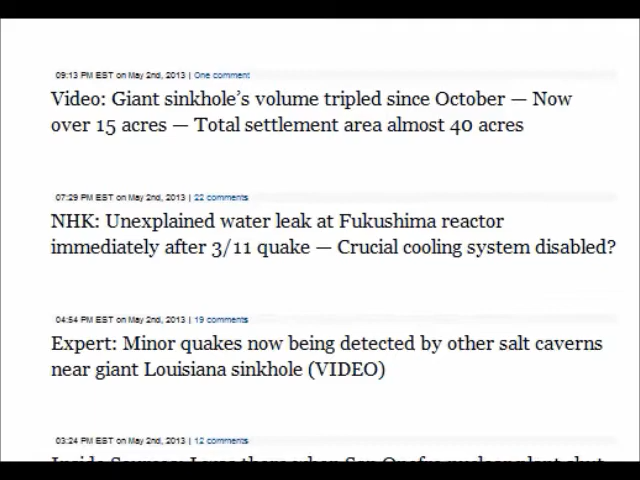 09:13 PM EST on May 2nd, 2013 | One comment
Video: Giant sinkhole's volume tripled since October — Now
over 15 acres — Total settlement area almost 40 acres
07:29 PM EST on May 2nd, 2013 | 22 comments
NHK: Unexplained water leak at Fukushima reactor
immediately after 3/11 quake — Crucial cooling system disabled?
04:54 PM EST on May 2nd, 2013 | 19 comments
Expert: Minor quakes now being detected by other salt caverns
near giant Louisiana sinkhole (VIDEO)
03:24 PM EST on May 2nd, 2013 | 12 comments